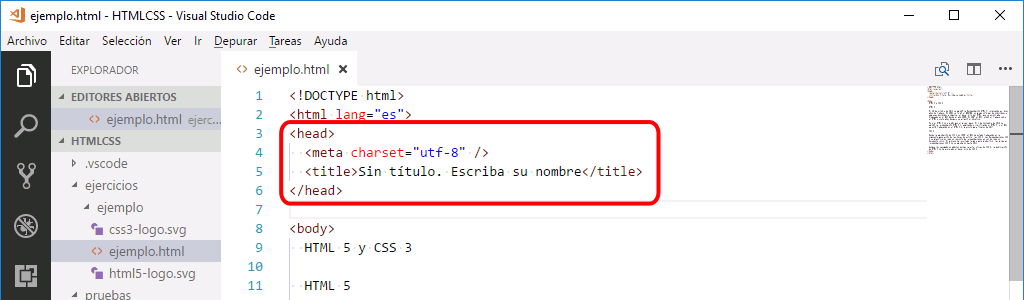 ejemplo.html - HTMLCSS - Visual Studio Code
Archivo Editar Selección Ver Ir Depurar Tareas Ayuda
EXPLORADOR
EDITORES ABIERTOS
ejemplo.html ejerc...
HTMLCSS
.vscode
ejercicios
ejemplo
css3-logo.svg
ejemplo.html
html5-logo.svg
pruebas
ejemplo.html
1 <!DOCTYPE html>
2 <html lang="es">
3 <head>
4 <meta charset="utf-8" />
5 <title>Sin título. Escriba su nombre</title>
6 </head>
7
8 <body>
9 HTML 5 y CSS 3
10
11 HTML 5